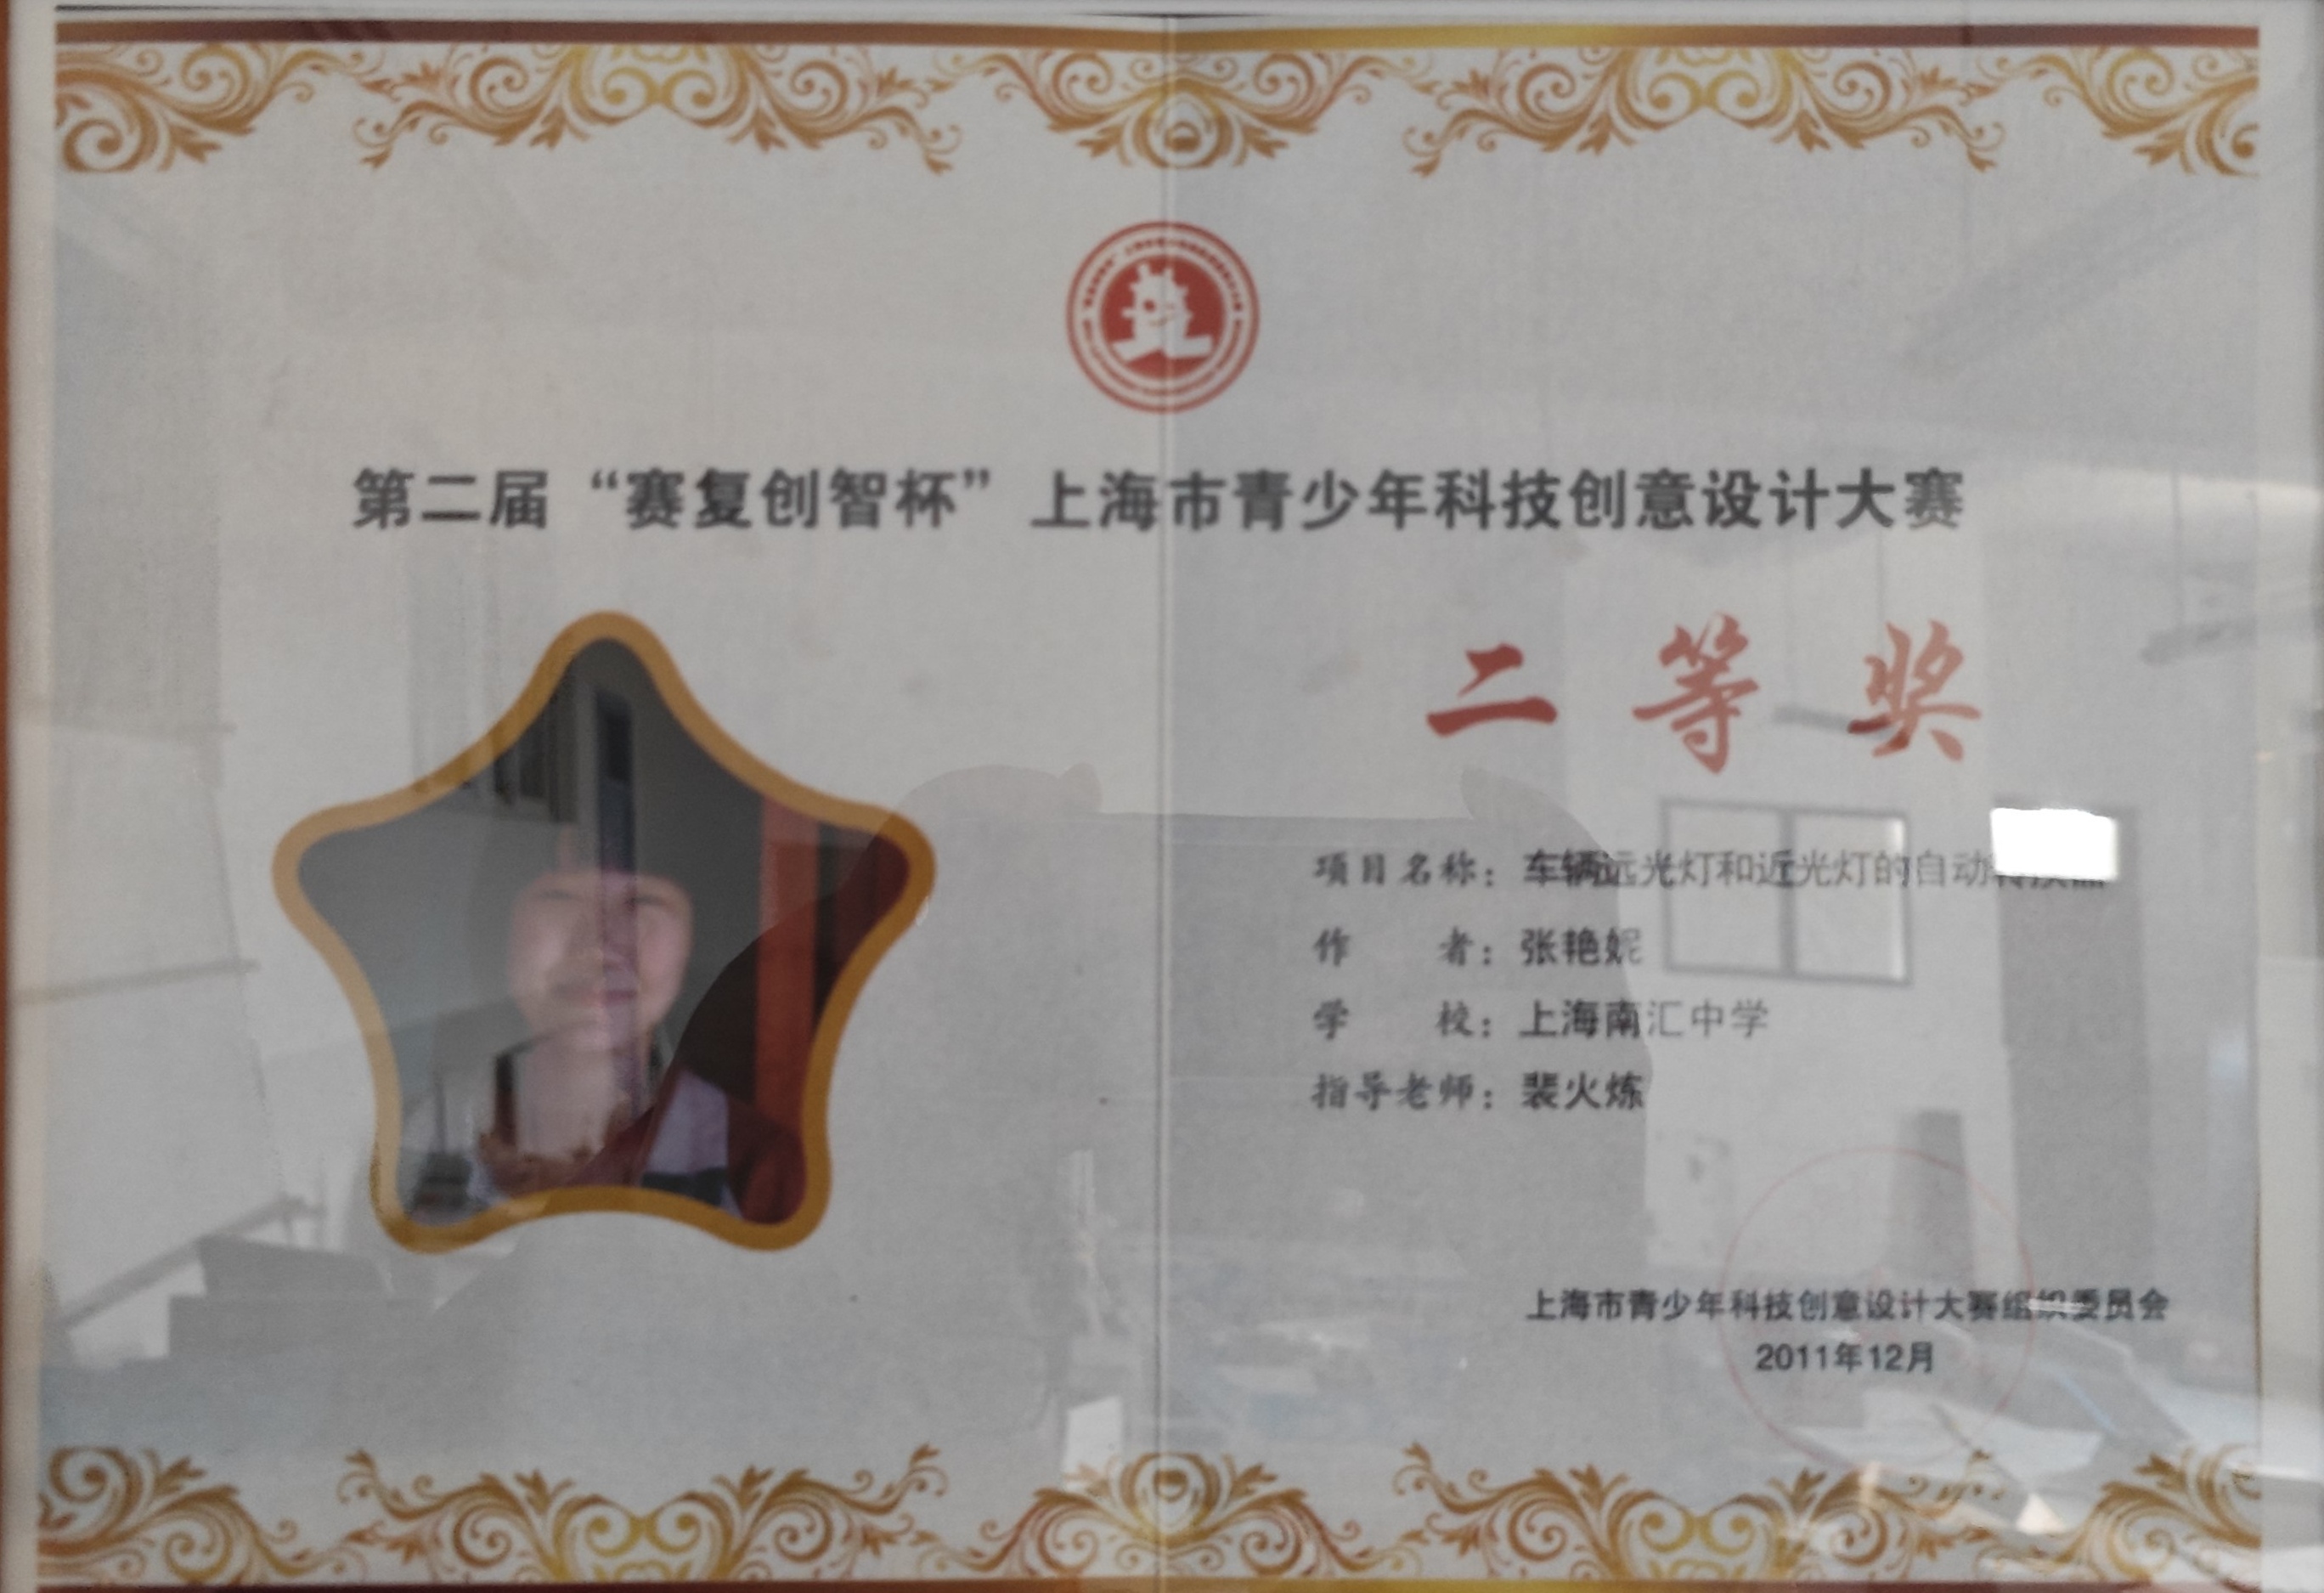 第二届“赛复创智杯”上海市青少年科技创意设计大赛
二等奖
项目名称：车辆远光灯和近光灯的自动转换器
作者：张艳妮
学校：上海南汇中学
指导老师：裴火炼
上海市青少年科技创意设计大赛组织委员会
2011年12月